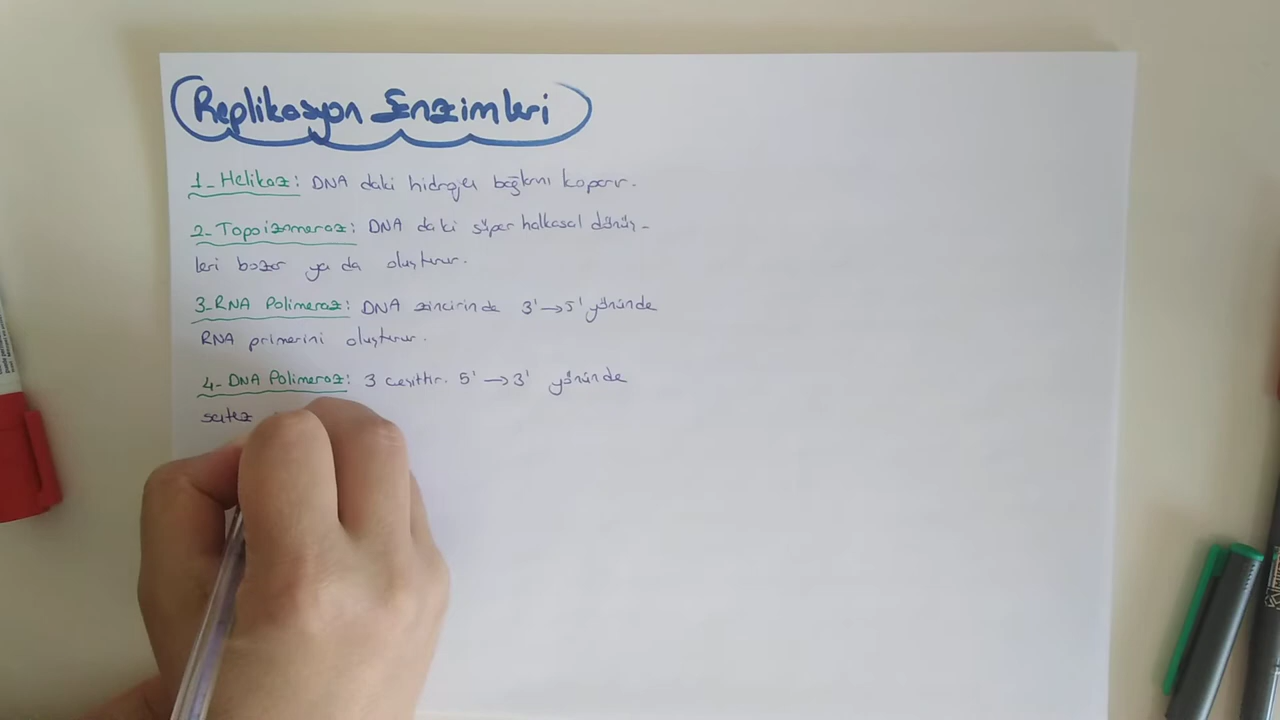 Replikasyon Enzimleri
1- Helikaz: DNA daki hidrojen bağlarını koparır.
2- Topoizomeraz: DNA daki süper halkasal dönüş-
leri bozar ya da oluşturur.
3-RNA Polimeraz: DNA zincirinde 3'→5' yönünde
RNA primerini oluşturur.
4- DNA Polimeraz: 3 çeşittir. 5'→3' yönünde
sentez